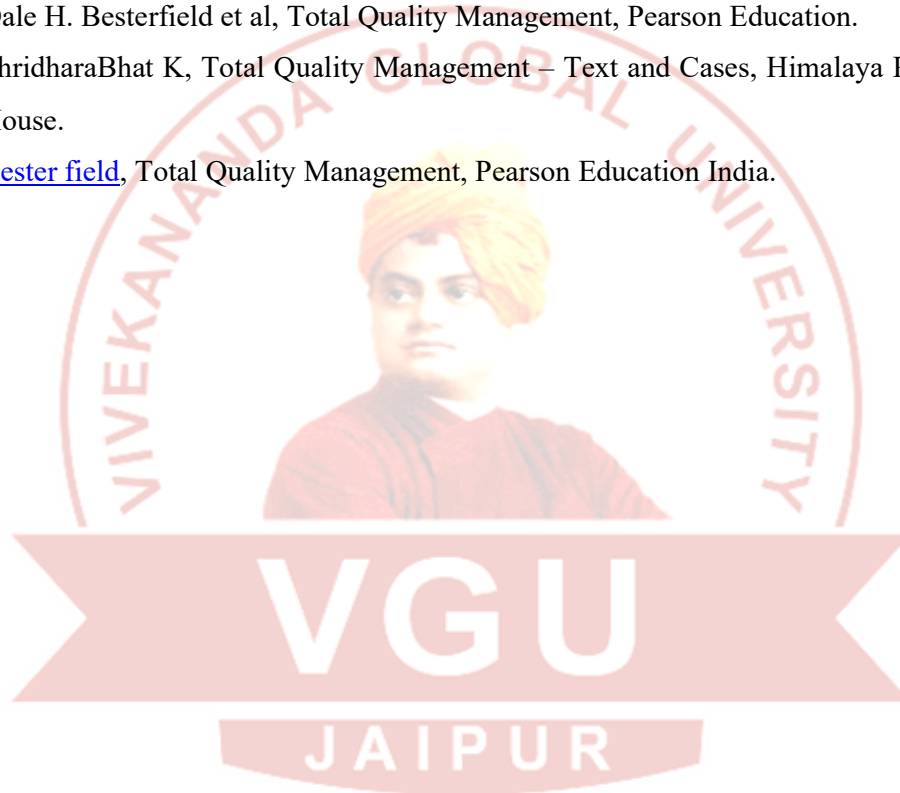 ale H. Besterfield et al, Total Quality Management, Pearson Education.
hridharaBhat K, Total Quality Management – Text and Cases, Himalaya
ouse.
ester field, Total Quality Management, Pearson Education India.
VIVEKANANDA GLOBAL UNIVERSITY
VGU
JAIPUR